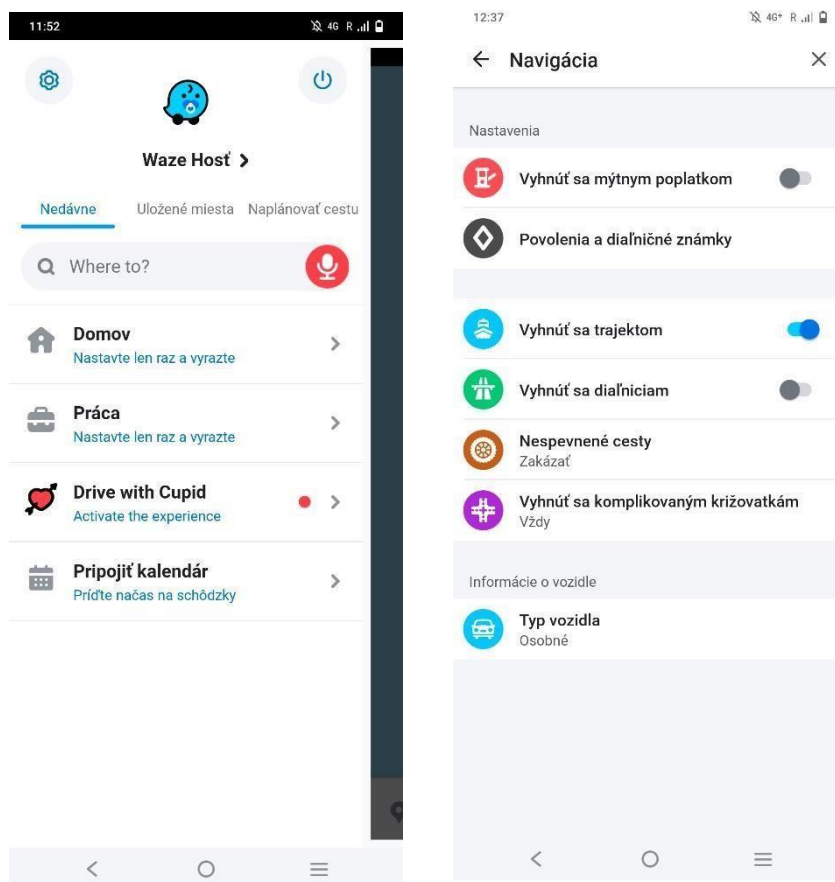 11:52
4G R
Waze Hosť
Nedávne Uložené miesta Naplánovať cestu
Where to?
Domov
Nastavte len raz a vyrazte
Práca
Nastavte len raz a vyrazte
Drive with Cupid
Activate the experience
Pripojiť kalendár
Príďte načas na schôdzky
12:37
4G+ R
Navigácia
Nastavenia
Vyhnúť sa mýtnym poplatkom
Povolenia a diaľničné známky
Vyhnúť sa trajektom
Vyhnúť sa diaľniciam
Nespevnené cesty
Zakázať
Vyhnúť sa komplikovaným križovatkám
Vždy
Informácie o vozidle
Typ vozidla
Osobné